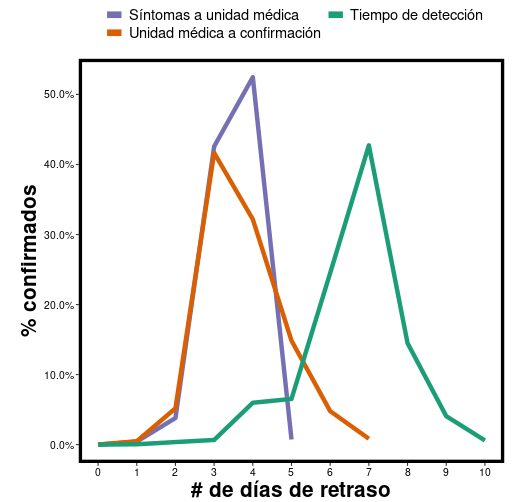 Síntomas a unidad médica
Tiempo de detección
Unidad médica a confirmación
% confirmados
50.0%
40.0%
30.0%
20.0%
10.0%
0.0%
0 1 2 3 4 5 6 7 8 9 10
# de días de retraso